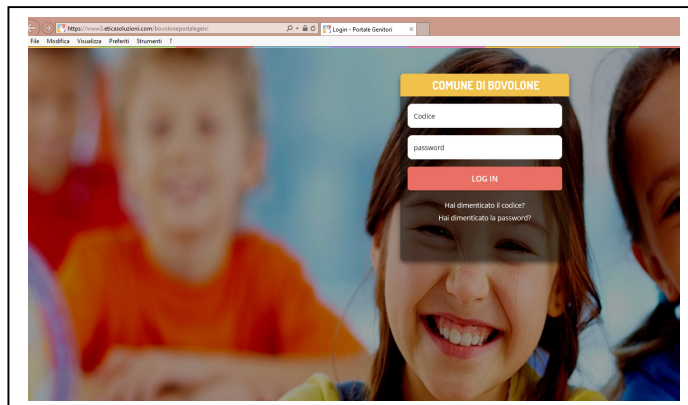 https://www3.eticasoluzioni.com/bovoloneportalegen/
Login - Portale Genitori
File Modifica Visualizza Preferiti Strumenti ?
COMUNE DI BOVOLONE
Codice
password
LOG IN
Hai dimenticato il codice?
Hai dimenticato la password?